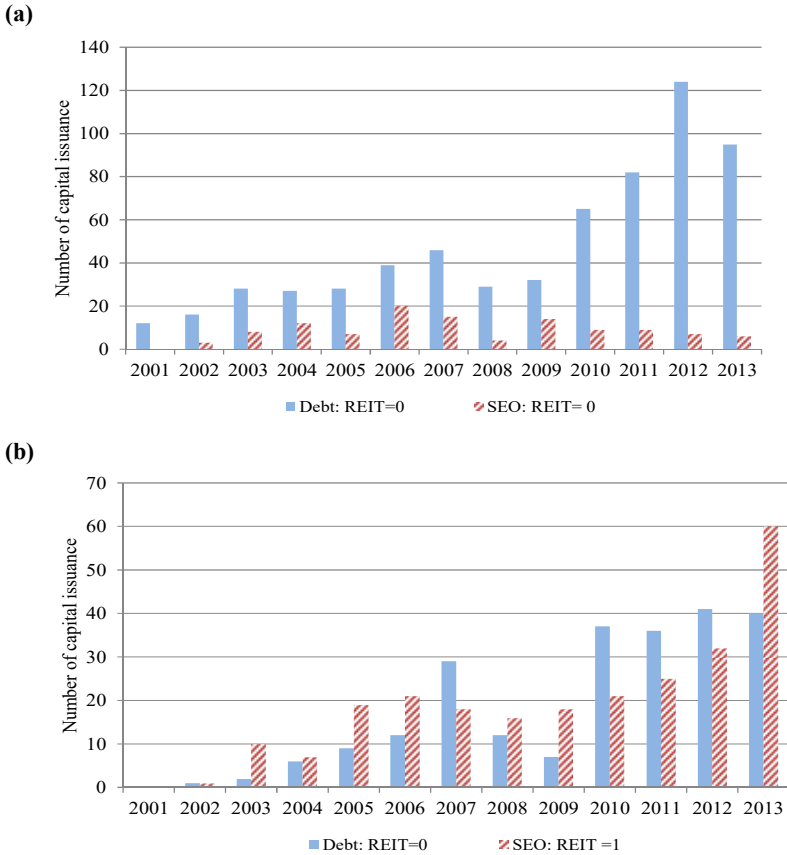 (a)
Number of capital issuance
140
120
100
80
60
40
20
0
2001 2002 2003 2004 2005 2006 2007 2008 2009 2010 2011 2012 2013
Debt: REIT=0 SEO: REIT= 0
(b)
Number of capital issuance
70
60
50
40
30
20
10
0
2001 2002 2003 2004 2005 2006 2007 2008 2009 2010 2011 2012 2013
Debt: REIT=0 SEO: REIT =1